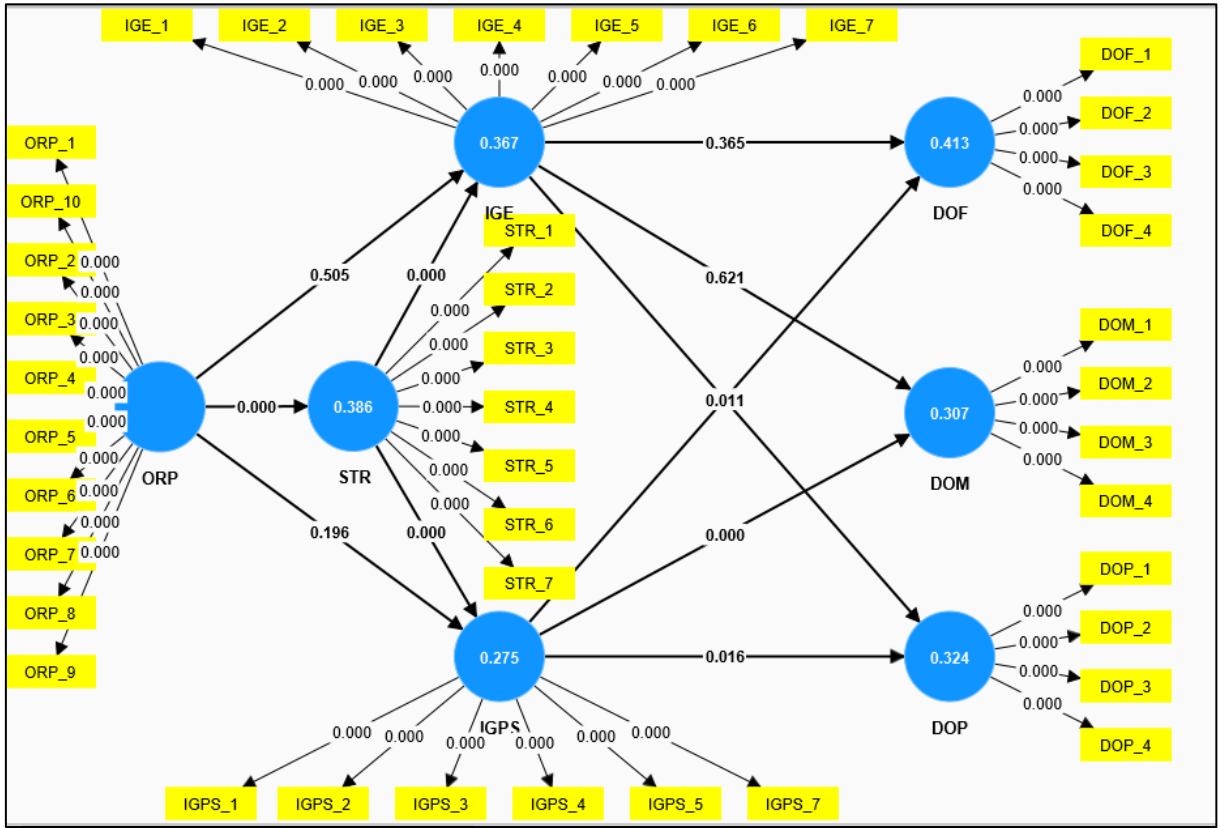 IGE_1
IGE_2
IGE_3
IGE_4
IGE_5
IGE_6
IGE_7
0.000
0.000
0.000
0.000
0.000
0.000
0.000
0.367
IGE
ORP_1
ORP_10
ORP_2
ORP_3
ORP_4
ORP_5
ORP_6
ORP_7
ORP_8
ORP_9
0.000
0.000
0.000
0.000
0.000
0.000
0.000
0.000
0.000
0.000
ORP
0.505
0.000
0.000
0.196
0.000
0.386
STR
STR_1
STR_2
STR_3
STR_4
STR_5
STR_6
STR_7
0.000
0.000
0.000
0.000
0.000
0.000
0.000
0.365
0.621
0.011
0.000
0.016
0.413
DOF
DOF_1
DOF_2
DOF_3
DOF_4
0.000
0.000
0.000
0.000
0.307
DOM
DOM_1
DOM_2
DOM_3
DOM_4
0.000
0.000
0.000
0.000
0.324
DOP
DOP_1
DOP_2
DOP_3
DOP_4
0.000
0.000
0.000
0.000
0.275
IGPS
0.000
0.000
0.000
0.000
0.000
0.000
IGPS_1
IGPS_2
IGPS_3
IGPS_4
IGPS_5
IGPS_7